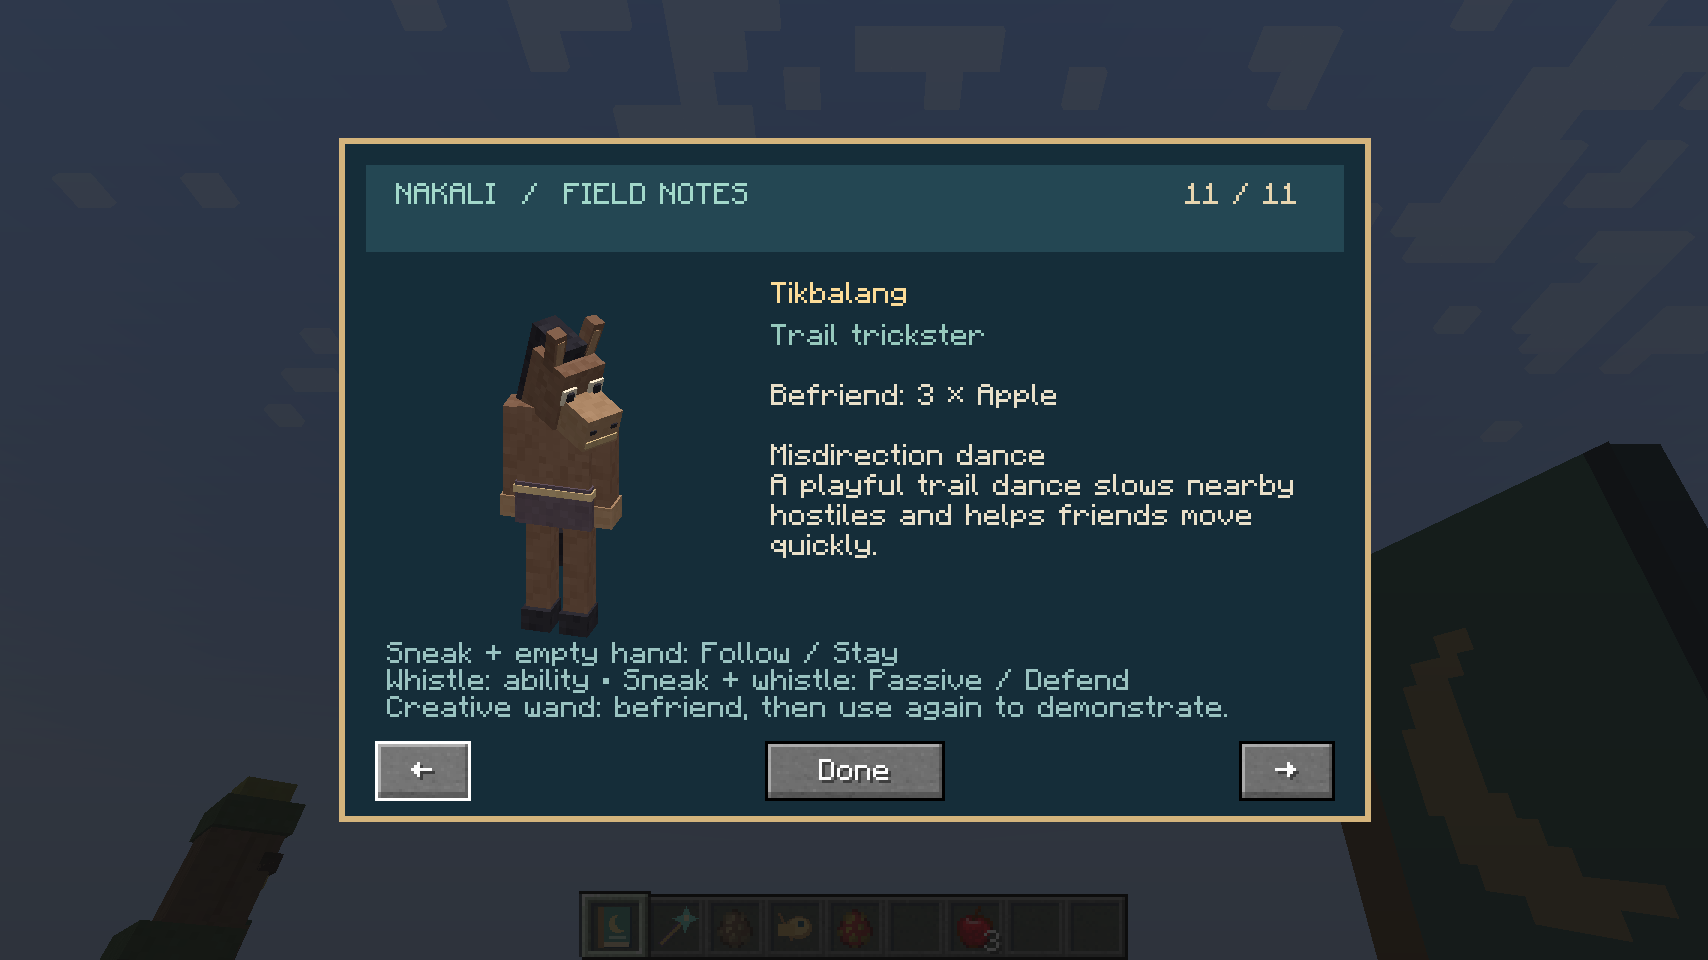 NAKALI / FIELD NOTES
11 / 11
Tikbalang
Trail trickster
Befriend: 3 × Apple
Misdirection dance
A playful trail dance slows nearby
hostiles and helps friends move
quickly.
Sneak + empty hand: Follow / Stay
Whistle: ability • Sneak + whistle: Passive / Defend
Creative wand: befriend, then use again to demonstrate.
← Done →
3